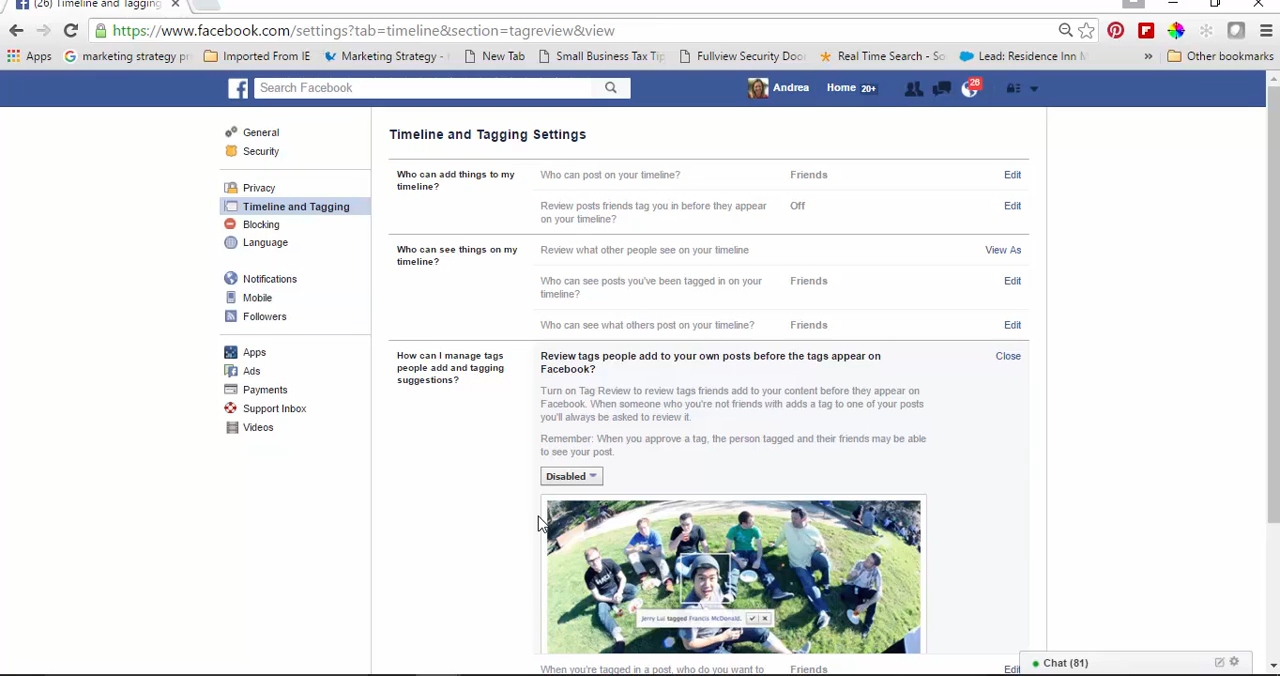 (26) Timeline and Tagging
https://www.facebook.com/settings?tab=timeline&section=tagreview&view
Apps
marketing strategy p
Imported From IE
Marketing Strategy -
New Tab
Small Business Tax Tip
Fullview Security Door
Real Time Search - So
Lead: Residence Inn M
»
Other bookmarks
Search Facebook
Andrea
Home 20+
26
General
Security
Privacy
Timeline and Tagging
Blocking
Language
Notifications
Mobile
Followers
Apps
Ads
Payments
Support Inbox
Videos
Timeline and Tagging Settings
Who can add things to my
timeline?
Who can post on your timeline?
Friends
Edit
Review posts friends tag you in before they appear
on your timeline?
Off
Edit
Who can see things on my
timeline?
Review what other people see on your timeline
View As
Who can see posts you've been tagged in on your
timeline?
Friends
Edit
Who can see what others post on your timeline?
Friends
Edit
How can I manage tags
people add and tagging
suggestions?
Review tags people add to your own posts before the tags appear on
Facebook?
Close
Turn on Tag Review to review tags friends add to your content before they appear on
Facebook. When someone who you're not friends with adds a tag to one of your posts
you'll always be asked to review it.
Remember: When you approve a tag, the person tagged and their friends may be able
to see your post.
Disabled
Jerry Lui tagged Francis McDonald.
When you're tagged in a post, who do you want to
Friends
Edit
Chat (81)